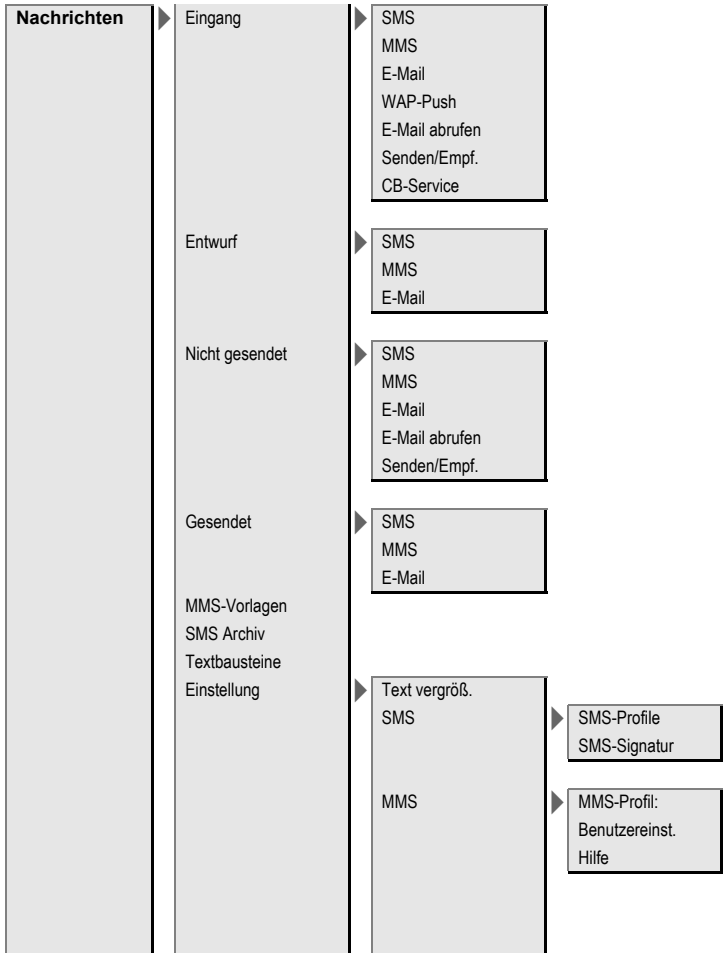 Nachrichten
Eingang
SMS
MMS
E-Mail
WAP-Push
E-Mail abrufen
Senden/Empf.
CB-Service
Entwurf
SMS
MMS
E-Mail
Nicht gesendet
SMS
MMS
E-Mail
E-Mail abrufen
Senden/Empf.
Gesendet
SMS
MMS
E-Mail
MMS-Vorlagen
SMS Archiv
Textbausteine
Einstellung
Text vergröß.
SMS
SMS-Profile
SMS-Signatur
MMS
MMS-Profil:
Benutzereinst.
Hilfe